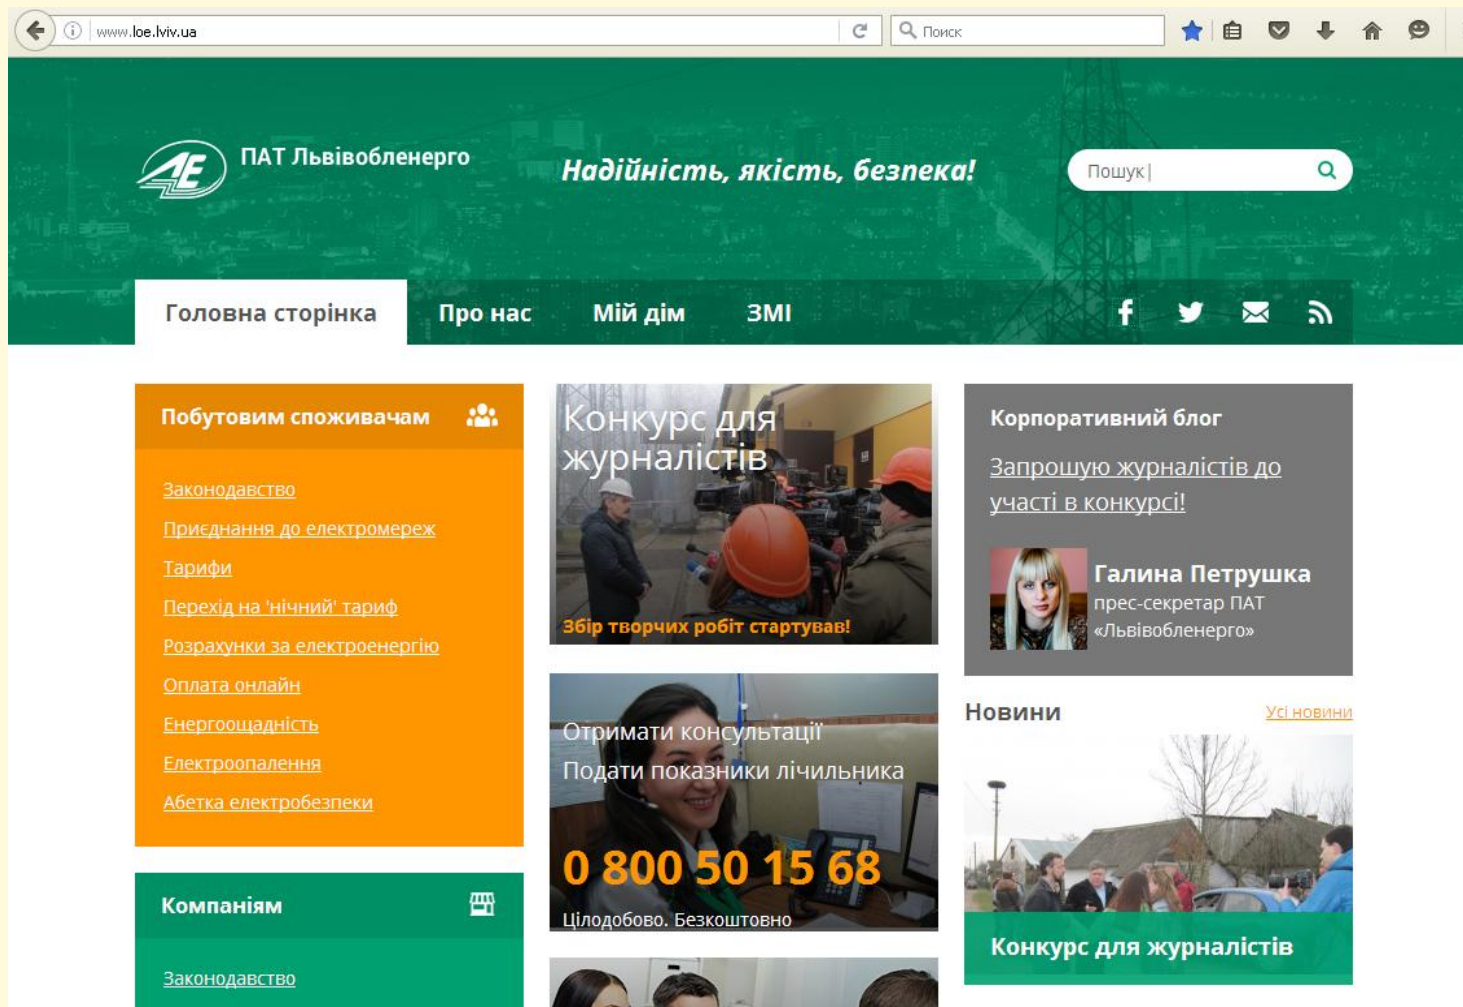 www.loe.lviv.ua
Поиск
ПАТ Львівобленерго
Надійність, якість, безпека!
Пошук
Головна сторінка
Про нас
Мій дім
ЗМІ
Побутовим споживачам
Законодавство
Приєднання до електромереж
Тарифи
Перехід на 'нічний' тариф
Розрахунки за електроенергію
Оплата онлайн
Енергоощадність
Електроопалення
Абетка електробезпеки
Компаніям
Законодавство
Конкурс для
журналістів
Збір творчих робіт стартував!
Отримати консультації
Подати показники лічильника
0 800 50 15 68
Цілодобово. Безкоштовно
Корпоративний блог
Запрошую журналістів до
участі в конкурсі!
Галина Петрушка
прес-секретар ПАТ
«Львівобленерго»
Новини
Усі новини
Конкурс для журналістів